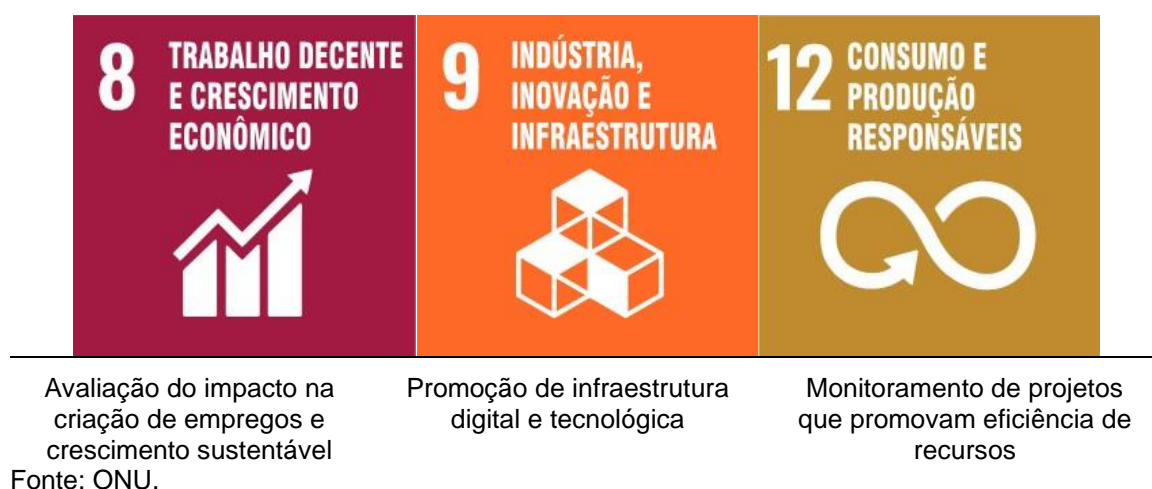 8
TRABALHO DECENTE
E CRESCIMENTO
ECONÔMICO
9
INDÚSTRIA,
INOVAÇÃO E
INFRAESTRUTURA
12
CONSUMO E
PRODUÇÃO
RESPONSÁVEIS
Avaliação do impacto na
criação de empregos e
crescimento sustentável
Promoção de infraestrutura
digital e tecnológica
Monitoramento de projetos
que promovam eficiência de
recursos
Fonte: ONU.